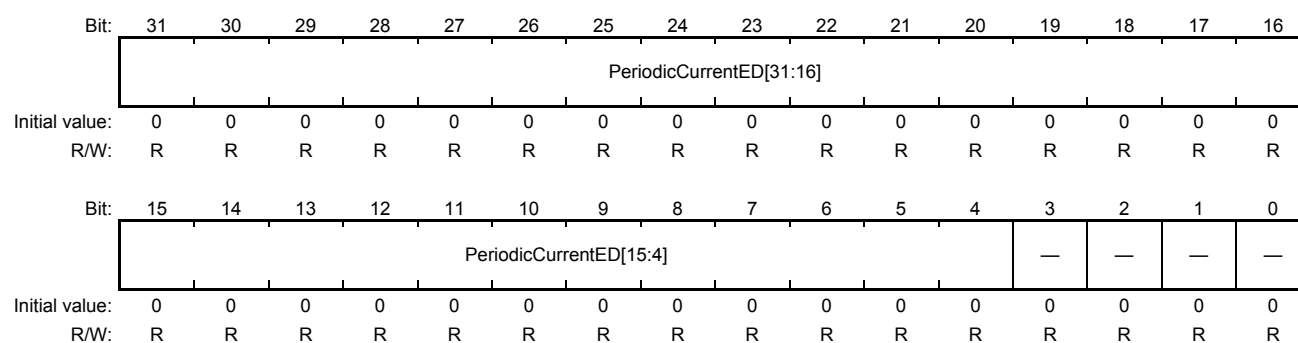 Bit: 31 30 29 28 27 26 25 24 23 22 21 20 19 18 17 16
PeriodicCurrentED[31:16]
Initial value: 0 0 0 0 0 0 0 0 0 0 0 0 0 0 0 0
R/W: R R R R R R R R R R R R R R R R
Bit: 15 14 13 12 11 10 9 8 7 6 5 4 3 2 1 0
PeriodicCurrentED[15:4] — — — —
Initial value: 0 0 0 0 0 0 0 0 0 0 0 0 0 0 0 0
R/W: R R R R R R R R R R R R R R R R